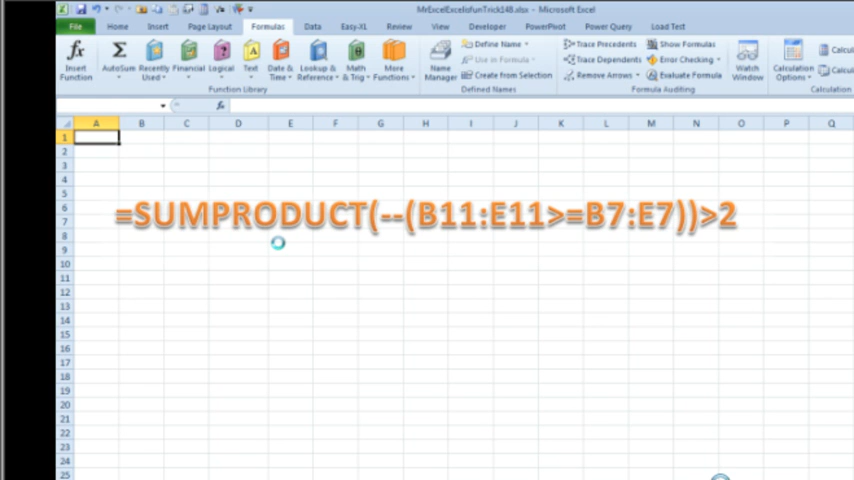 MrExcelExcelisfunTrick148.xlsx - Microsoft Excel
File Home Insert Page Layout Formulas Data Easy-XL Review View Developer PowerPivot Power Query Load Test
Insert Function
AutoSum
Recently Used
Financial
Logical
Text
Date & Time
Lookup & Reference
Math & Trig
More Functions
Function Library
Name Manager
Define Name
Use in Formula
Create from Selection
Defined Names
Trace Precedents
Trace Dependents
Remove Arrows
Show Formulas
Error Checking
Evaluate Formula
Formula Auditing
Watch Window
Calculation Options
Calcu
Calcu
Calculation
fx
A B C D E F G H I J K L M N O P Q
1
2
3
4
5
6
7
8
9
10
11
12
13
14
15
16
17
18
19
20
21
22
23
24
25
=SUMPRODUCT(--(B11:E11>=B7:E7))>2